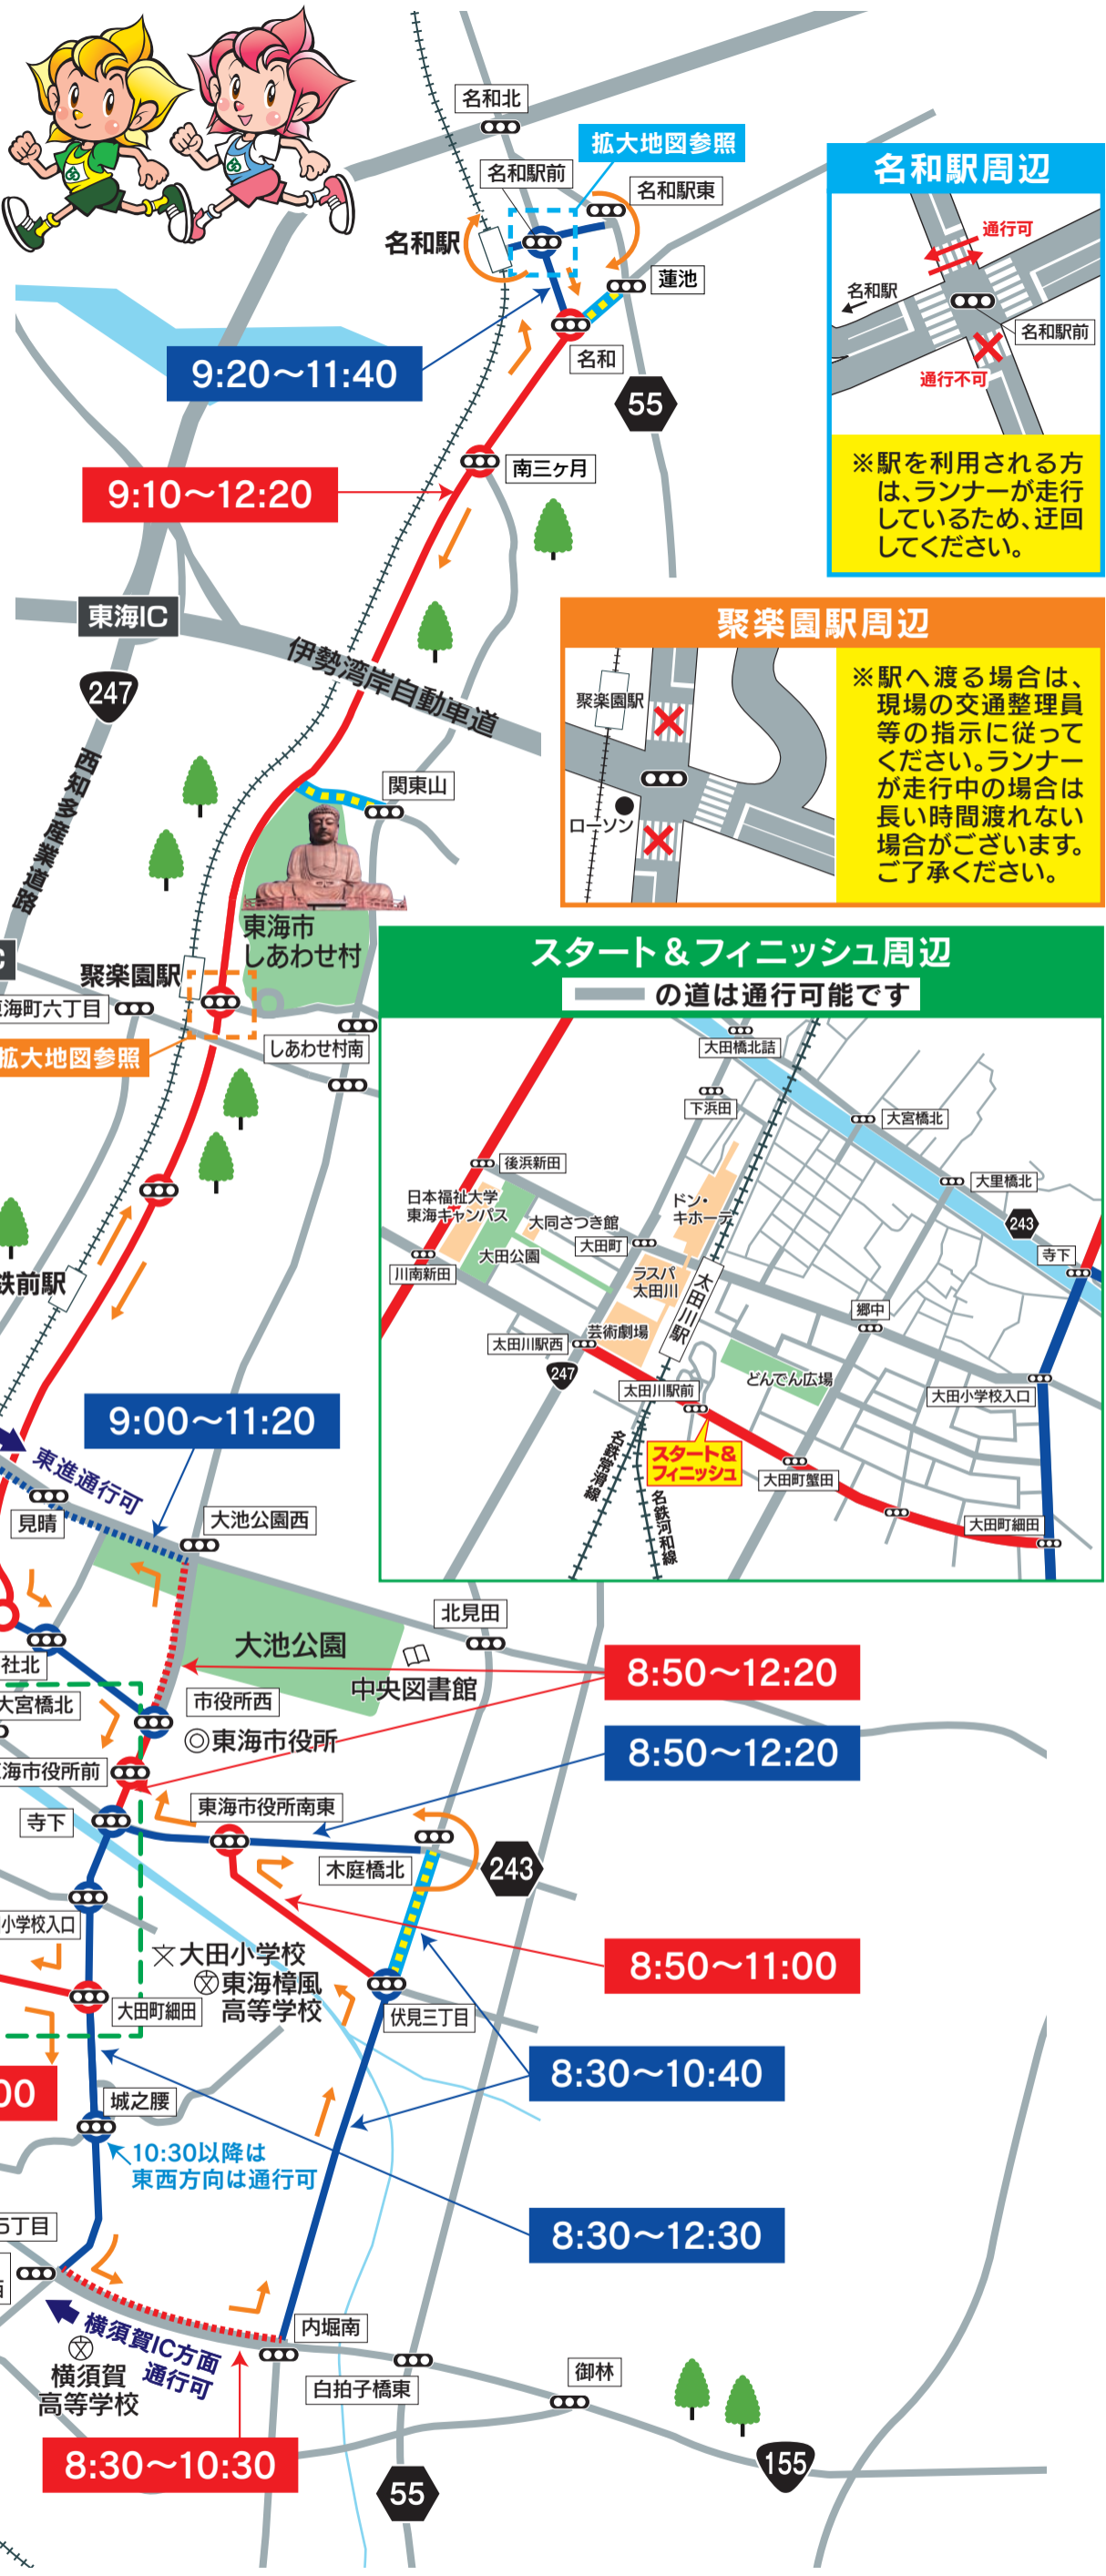 名和北
拡大地図参照
名和駅前
名和駅東
名和駅
蓮池
名和
9:20〜11:40
55
南三ヶ月
9:10〜12:20
名和駅周辺
通行可
名和駅
名和駅前
通行不可
※駅を利用される方
は、ランナーが走行
しているため、迂回
してください。
東海IC
伊勢湾岸自動車道
247
西知多産業道路
関東山
聚楽園駅周辺
聚楽園駅
ローソン
※駅へ渡る場合は、
現場の交通整理員
等の指示に従って
ください。ランナー
が走行中の場合は
長い時間渡れない
場合がございます。
ご了承ください。
東海市
しあわせ村
聚楽園駅
海町六丁目
拡大地図参照
しあわせ村南
鉄前駅
スタート&フィニッシュ周辺
の道は通行可能です
大田橋北詰
下浜田
大宮橋北
大里橋北
243
寺下
後浜新田
日本福祉大学
東海キャンパス
大同さつき館
ドン・
キホーテ
大田町
大田公園
川南新田
ラスパ
太田川
太田川駅
郷中
芸術劇場
太田川駅西
247
太田川駅前
どんでん広場
大田小学校入口
スタート&
フィニッシュ
大田町蟹田
名鉄常滑線
名鉄河和線
大田町細田
9:00〜11:20
東進通行可
見晴
大池公園西
北見田
大池公園
中央図書館
8:50〜12:20
社北
大宮橋北
市役所西
東海市役所
8:50〜12:20
海市役所前
寺下
東海市役所南東
木庭橋北
243
小学校入口
大田小学校
東海樟風
高等学校
8:50〜11:00
大田町細田
伏見三丁目
8:30〜10:40
00
城之腰
10:30以降は
東西方向は通行可
8:30〜12:30
5丁目
横須賀IC方面
通行可
内堀南
横須賀
高等学校
白拍子橋東
御林
8:30〜10:30
55
155